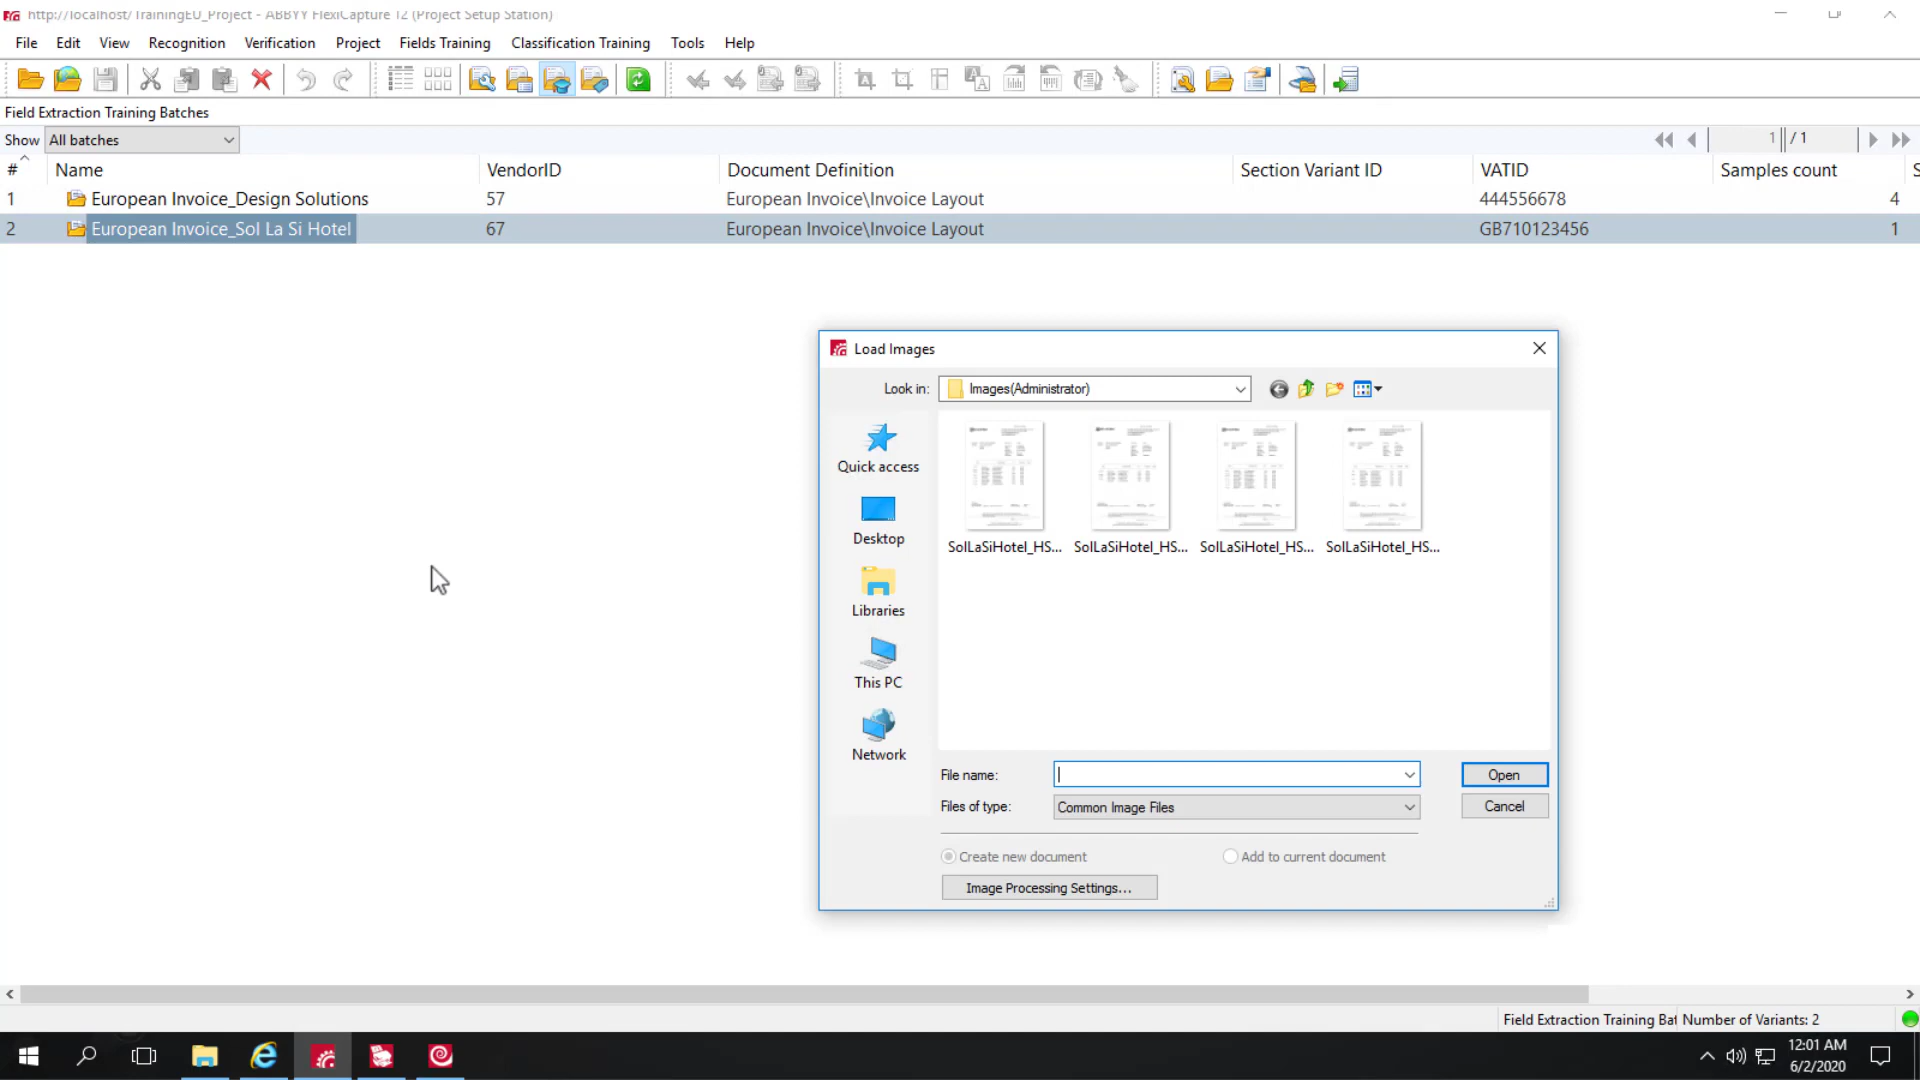 http://localhost/TrainingEU_Project - ABBYY FlexiCapture 12 (Project Setup Station)
File Edit View Recognition Verification Project Fields Training Classification Training Tools Help
Field Extraction Training Batches
Show All batches 1 / 1
# Name VendorID Document Definition Section Variant ID VATID Samples count S
1 European Invoice_Design Solutions 57 European Invoice\Invoice Layout 444556678 4
2 European Invoice_Sol La Si Hotel 67 European Invoice\Invoice Layout GB710123456 1
Load Images
Look in: Images(Administrator)
Quick access
Desktop
Libraries
This PC
Network
SolLaSiHotel_HS... SolLaSiHotel_HS... SolLaSiHotel_HS... SolLaSiHotel_HS...
File name: Open
Files of type: Common Image Files Cancel
Create new document Add to current document
Image Processing Settings...
Field Extraction Training Bat Number of Variants: 2
12:01 AM
6/2/2020